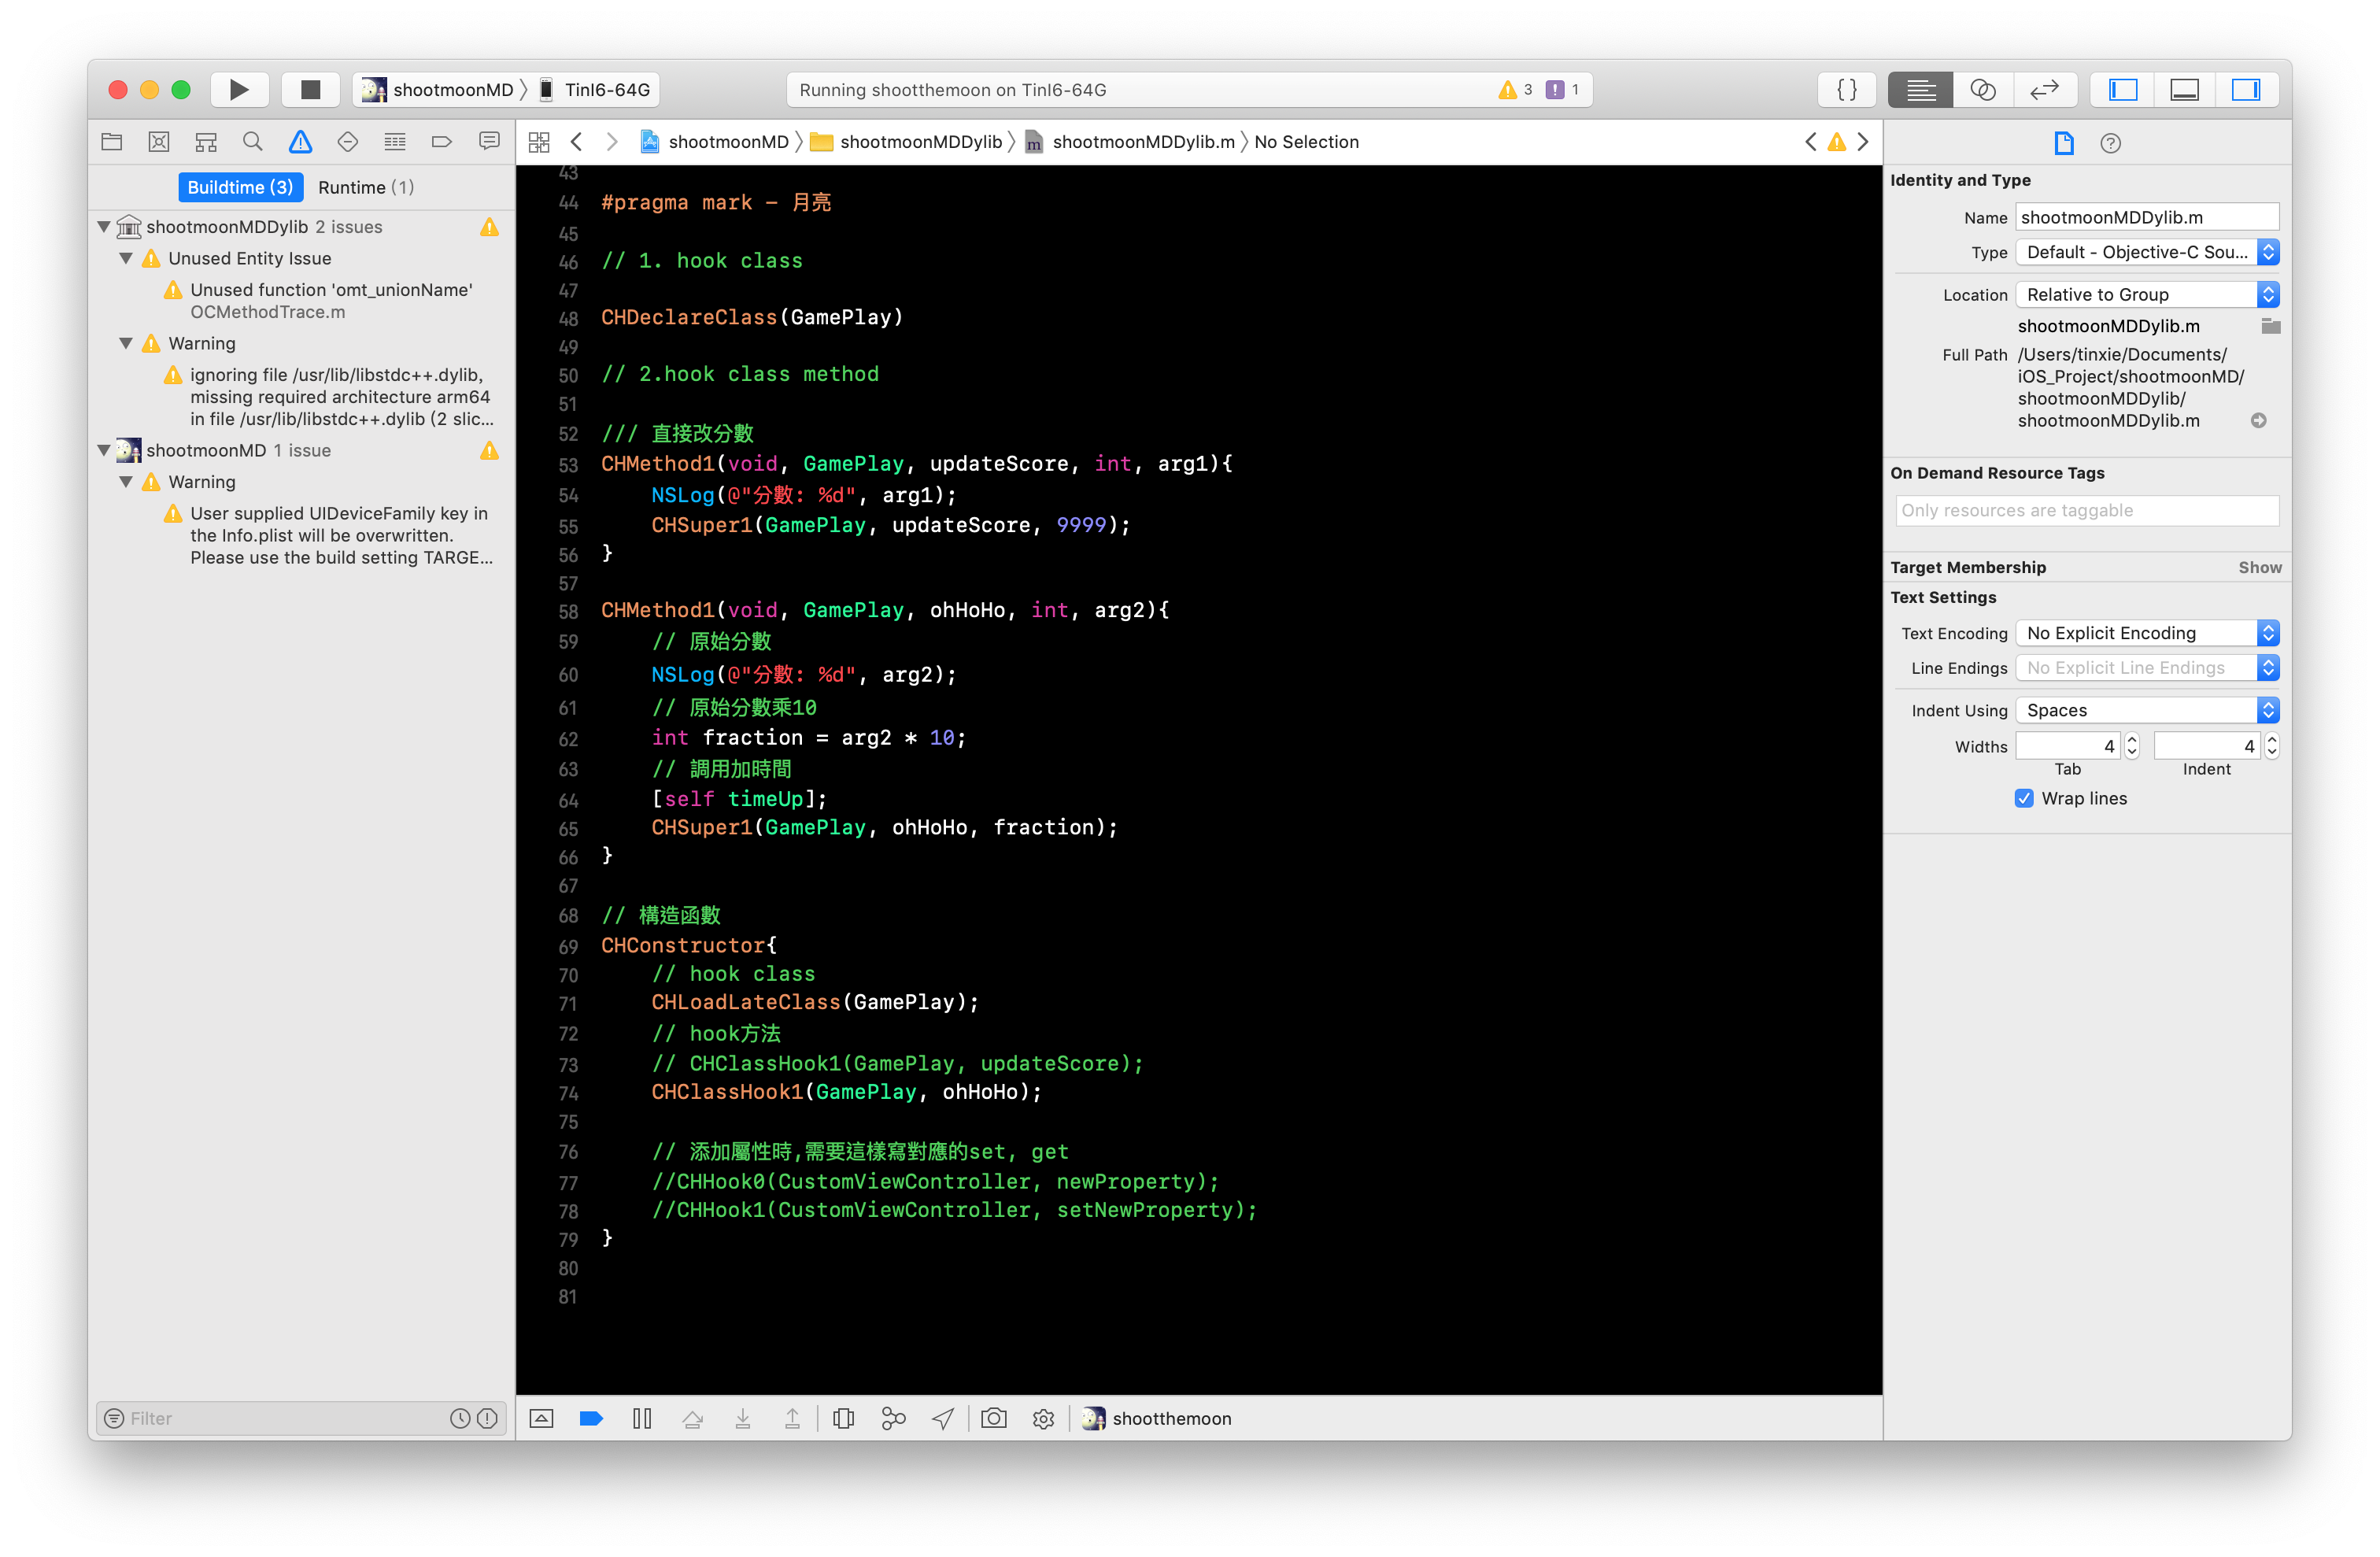 shootmoonMD 〉 TinI6-64G
Running shootthemoon on TinI6-64G
3
1
shootmoonMD 〉 shootmoonMDDylib 〉 shootmoonMDDylib.m 〉 No Selection
Buildtime (3) Runtime (1)
shootmoonMDDylib 2 issues
Unused Entity Issue
Unused function 'omt_unionName'
OCMethodTrace.m
Warning
ignoring file /usr/lib/libstdc++.dylib,
missing required architecture arm64
in file /usr/lib/libstdc++.dylib (2 slic...
shootmoonMD 1 issue
Warning
User supplied UIDeviceFamily key in
the Info.plist will be overwritten.
Please use the build setting TARGE...
Filter
43
44 #pragma mark - 月亮
45
46 // 1. hook class
47
48 CHDeclareClass(GamePlay)
49
50 // 2.hook class method
51
52 /// 直接改分數
53 CHMethod1(void, GamePlay, updateScore, int, arg1){
54     NSLog(@"分數: %d", arg1);
55     CHSuper1(GamePlay, updateScore, 9999);
56 }
57
58 CHMethod1(void, GamePlay, ohHoHo, int, arg2){
59     // 原始分數
60     NSLog(@"分數: %d", arg2);
61     // 原始分數乘10
62     int fraction = arg2 * 10;
63     // 調用加時間
64     [self timeUp];
65     CHSuper1(GamePlay, ohHoHo, fraction);
66 }
67
68 // 構造函數
69 CHConstructor{
70     // hook class
71     CHLoadLateClass(GamePlay);
72     // hook方法
73     // CHClassHook1(GamePlay, updateScore);
74     CHClassHook1(GamePlay, ohHoHo);
75
76     // 添加屬性時,需要這樣寫對應的set, get
77     //CHHook0(CustomViewController, newProperty);
78     //CHHook1(CustomViewController, setNewProperty);
79 }
80
81
shootthemoon
Identity and Type
Name shootmoonMDDylib.m
Type Default - Objective-C Sou...
Location Relative to Group
shootmoonMDDylib.m
Full Path /Users/tinxie/Documents/
iOS_Project/shootmoonMD/
shootmoonMDDylib/
shootmoonMDDylib.m
On Demand Resource Tags
Only resources are taggable
Target Membership Show
Text Settings
Text Encoding No Explicit Encoding
Line Endings No Explicit Line Endings
Indent Using Spaces
Widths 4 4
Tab Indent
Wrap lines